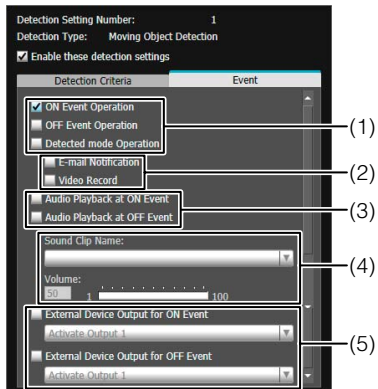 Detection Setting Number: 1
Detection Type: Moving Object Detection
Enable these detection settings
Detection Criteria Event
ON Event Operation
OFF Event Operation
Detected mode Operation
(1)
E-mail Notification
Video Record
(2)
Audio Playback at ON Event
Audio Playback at OFF Event
(3)
Sound Clip Name:
(4)
Volume:
50 1 100
External Device Output for ON Event
Activate Output 1
(5)
External Device Output for OFF Event
Activate Output 1